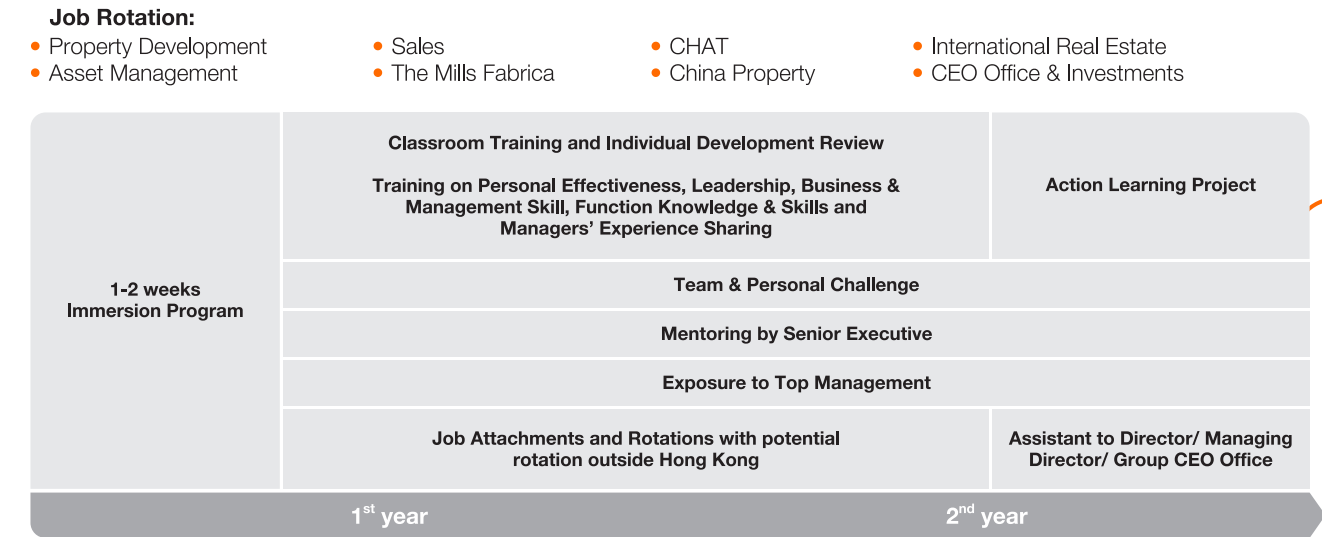 Job Rotation:
• Property Development
• Asset Management
• Sales
• The Mills Fabrica
• CHAT
• China Property
• International Real Estate
• CEO Office & Investments
1-2 weeks
Immersion Program
Classroom Training and Individual Development Review
Training on Personal Effectiveness, Leadership, Business &
Management Skill, Function Knowledge & Skills and
Managers’ Experience Sharing
Action Learning Project
Team & Personal Challenge
Mentoring by Senior Executive
Exposure to Top Management
Job Attachments and Rotations with potential
rotation outside Hong Kong
Assistant to Director/ Managing
Director/ Group CEO Office
1st year
2nd year